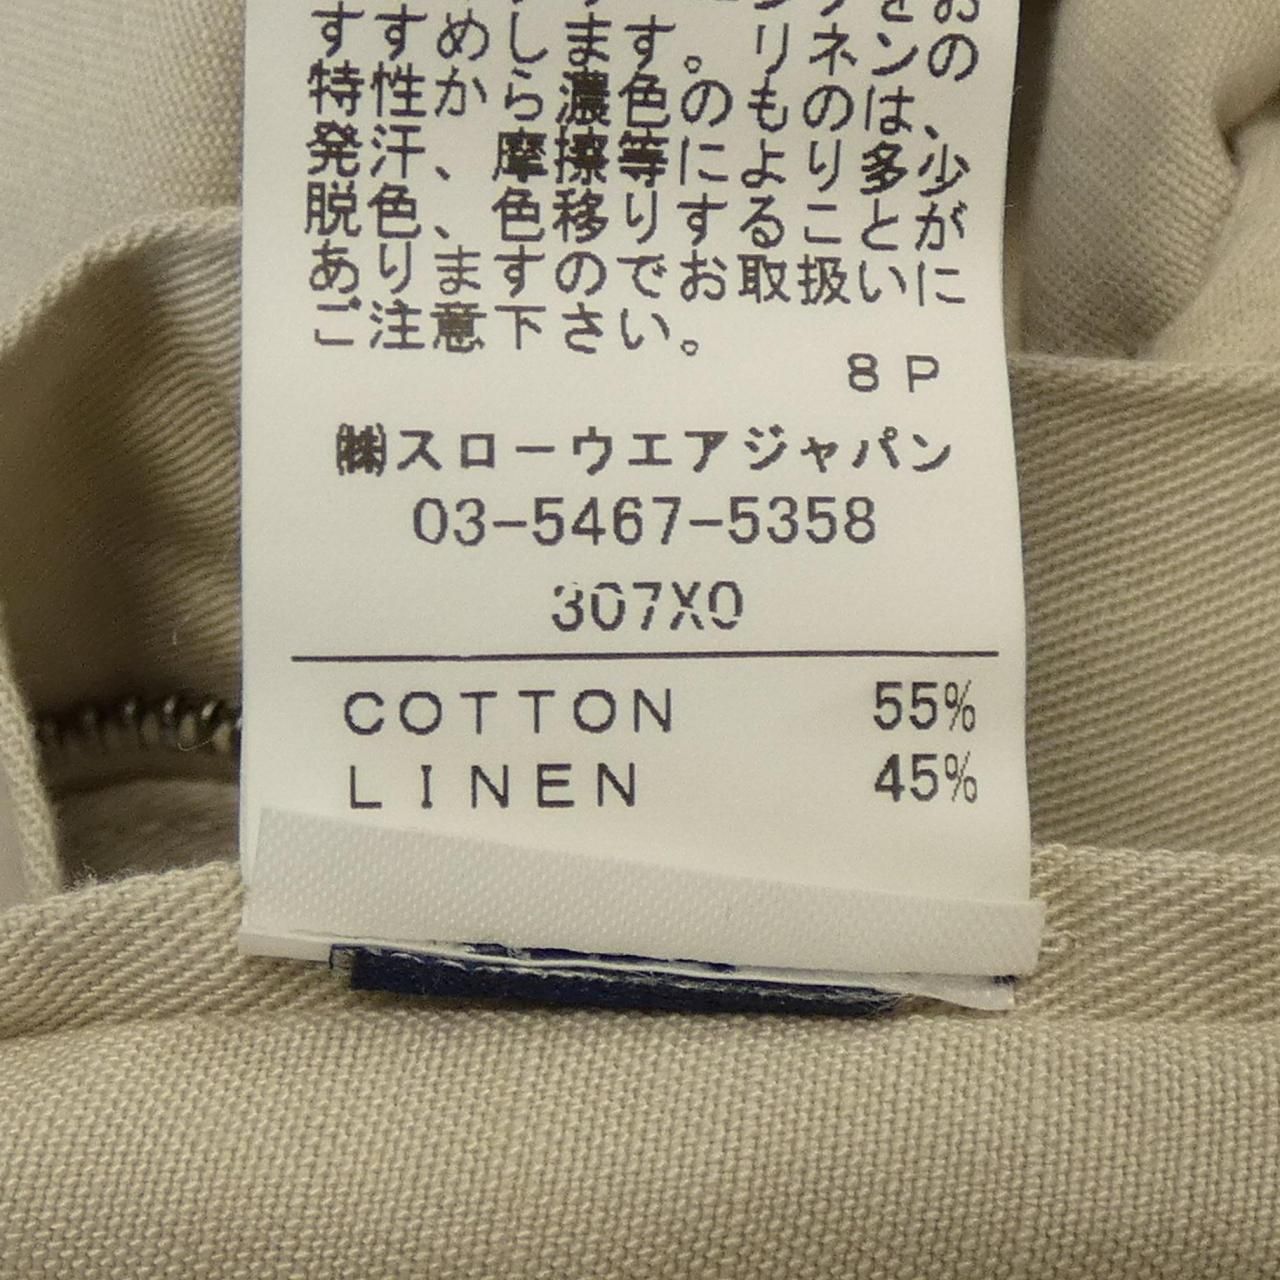 すすめします。リネンの
特性から濃色のものは、
発汗、摩擦等により多少
脱色、色移りすることが
ありますのでお取扱いに
ご注意下さい。
8P
㈱スローウエアジャパン
03-5467-5358
307X0
COTTON 55%
LINEN 45%